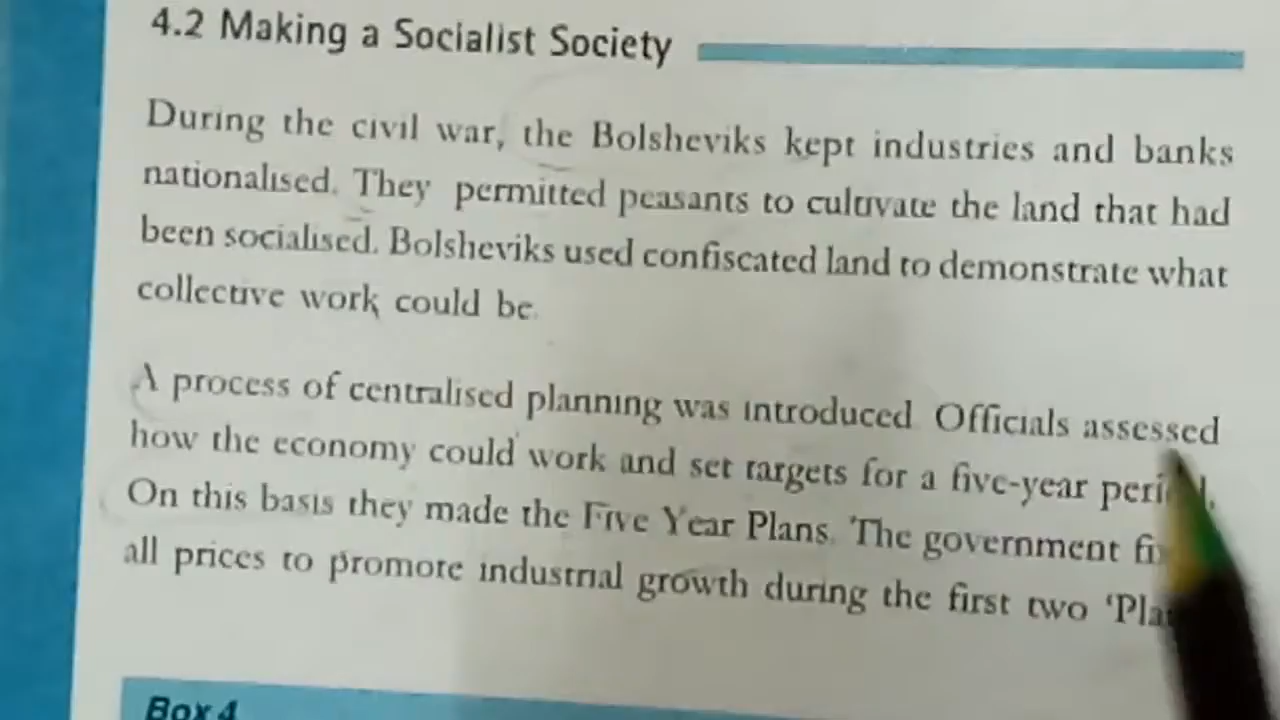 4.2 Making a Socialist Society
During the civil war, the Bolsheviks kept industries and banks
nationalised. They permitted peasants to cultivate the land that had
been socialised. Bolsheviks used confiscated land to demonstrate what
collective work could be.
A process of centralised planning was introduced. Officials assessed
how the economy could work and set targets for a five-year
On this basis they made the Five Year Plans. The government
all prices to promote industrial growth during the first two
Box 4